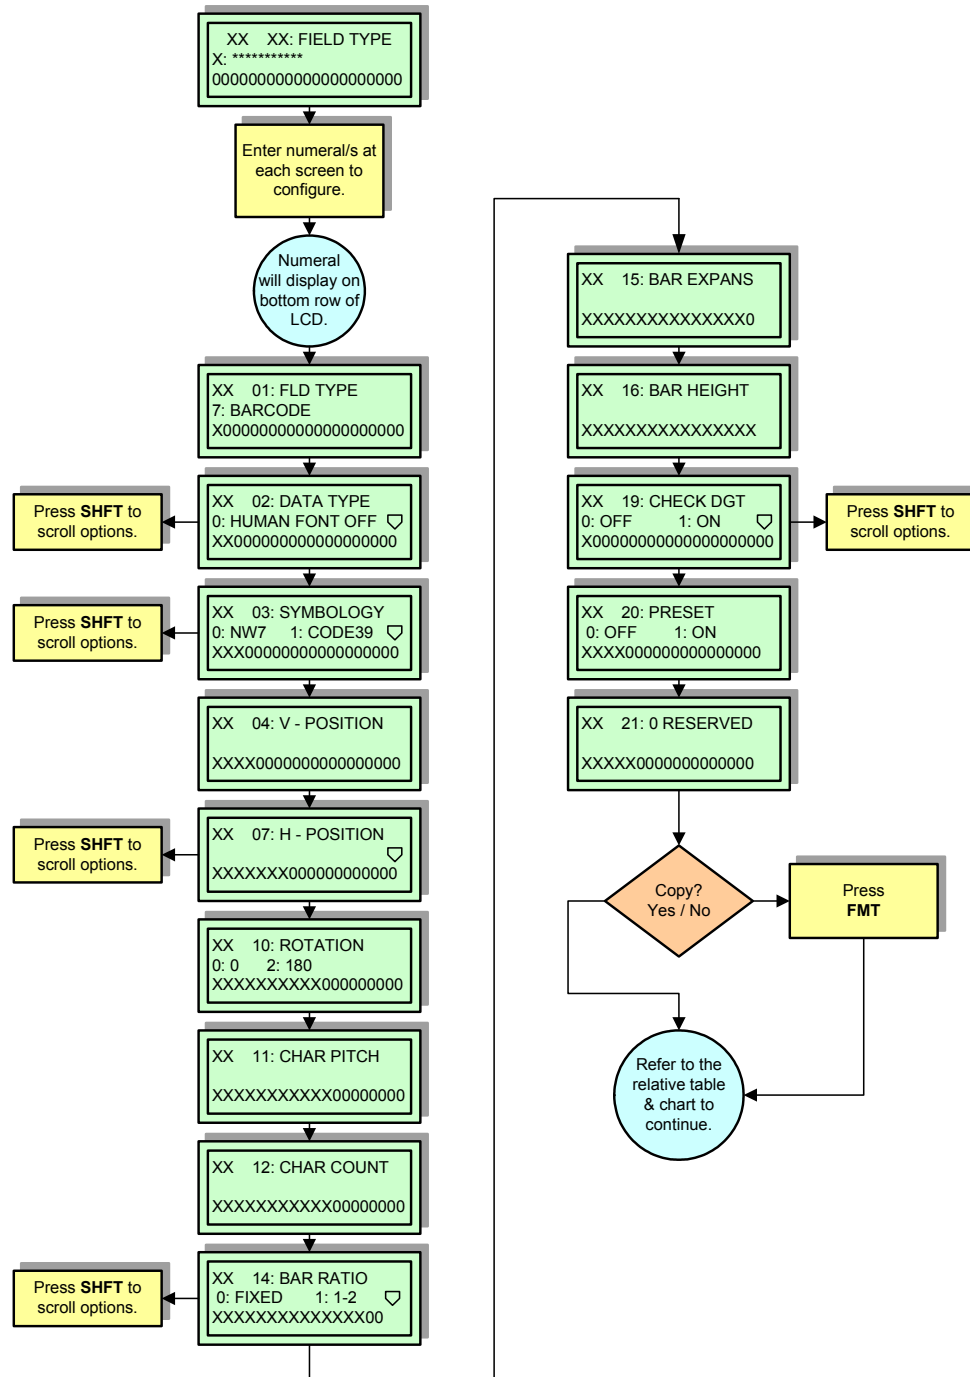 XX XX: FIELD TYPE
X: ***********
0000000000000000000000
Enter numeral/s at
each screen to
configure.
Numeral
will display on
bottom row of
LCD.
XX 01: FLD TYPE
7: BARCODE
X00000000000000000000
Press SHFT to
scroll options.
XX 02: DATA TYPE
0: HUMAN FONT OFF
XX000000000000000000
Press SHFT to
scroll options.
XX 03: SYMBOLOGY
0: NW7 1: CODE39
XXX00000000000000000
XX 04: V - POSITION
XXXX0000000000000000
Press SHFT to
scroll options.
XX 07: H - POSITION
XXXXXXX000000000000
XX 10: ROTATION
0: 0 2: 180
XXXXXXXXXX000000000
XX 11: CHAR PITCH
XXXXXXXXXXX00000000
XX 12: CHAR COUNT
XXXXXXXXXXX00000000
Press SHFT to
scroll options.
XX 14: BAR RATIO
0: FIXED 1: 1-2
XXXXXXXXXXXXXX00
XX 15: BAR EXPANS
XXXXXXXXXXXXXXX0
XX 16: BAR HEIGHT
XXXXXXXXXXXXXXXX
XX 19: CHECK DGT
0: OFF 1: ON
X00000000000000000000
Press SHFT to
scroll options.
XX 20: PRESET
0: OFF 1: ON
XXXX000000000000000
XX 21: 0 RESERVED
XXXXX0000000000000
Copy?
Yes / No
Press
FMT
Refer to the
relative table
& chart to
continue.